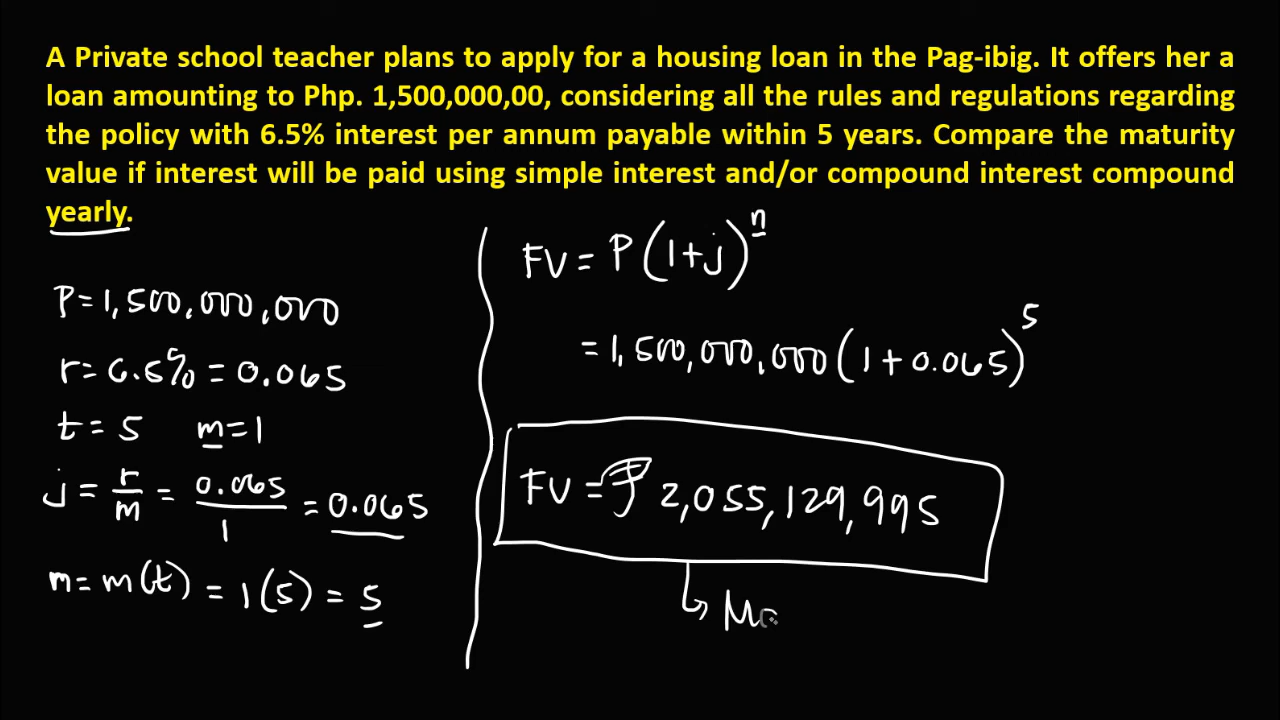 A Private school teacher plans to apply for a housing loan in the Pag-ibig. It offers her a
loan amounting to Php. 1,500,000,00, considering all the rules and regulations regarding
the policy with 6.5% interest per annum payable within 5 years. Compare the maturity
value if interest will be paid using simple interest and/or compound interest compound
yearly.
P = 1,500,000,000
r = 6.5% = 0.065
t = 5 m = 1
j = r/m = 0.065/1 = 0.065
m = m(t) = 1(5) = 5
FV = P(1+j)^n
= 1,500,000,000(1+0.065)^5
FV = ₱ 2,055,129,995
↳ Ma